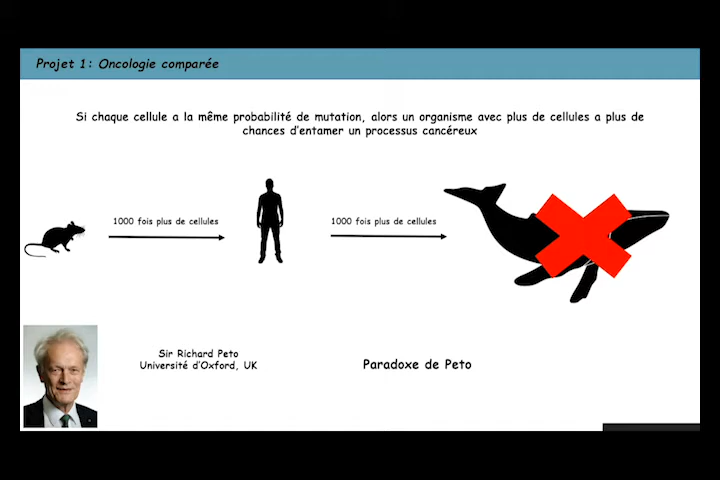 Projet 1: Oncologie comparée
Si chaque cellule a la même probabilité de mutation, alors un organisme avec plus de cellules a plus de
chances d'entamer un processus cancéreux
1000 fois plus de cellules
1000 fois plus de cellules
Sir Richard Peto
Université d'Oxford, UK
Paradoxe de Peto